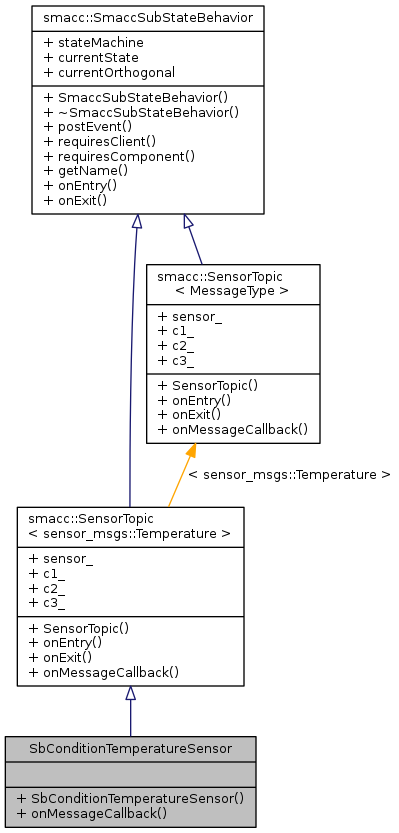 smacc::SmaccSubStateBehavior
+ stateMachine
+ currentState
+ currentOrthogonal
+ SmaccSubStateBehavior()
+ ~SmaccSubStateBehavior()
+ postEvent()
+ requiresClient()
+ requiresComponent()
+ getName()
+ onEntry()
+ onExit()
smacc::SensorTopic
< MessageType >
+ sensor_
+ c1_
+ c2_
+ c3_
+ SensorTopic()
+ onEntry()
+ onExit()
+ onMessageCallback()
< sensor_msgs::Temperature >
smacc::SensorTopic
< sensor_msgs::Temperature >
+ sensor_
+ c1_
+ c2_
+ c3_
+ SensorTopic()
+ onEntry()
+ onExit()
+ onMessageCallback()
SbConditionTemperatureSensor
+ SbConditionTemperatureSensor()
+ onMessageCallback()